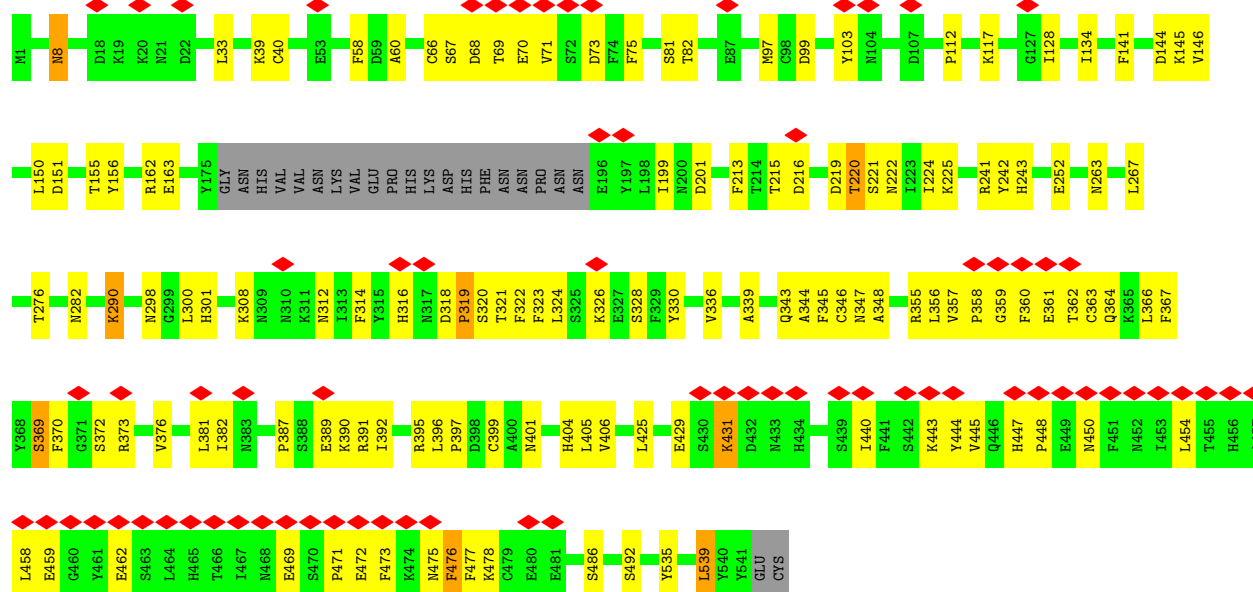 M1 N8 D18 K19 K20 N21 D22 L33 K39 C40 E53 F58 D59 A60 C66 S67 D68 T69 E70 V71 S72 D73 F74 F75 S81 T82 E87 M97 C98 D99 Y103 N104 D107 P112 K117 G127 I128 I134 F141 D144 K145 V146
L150 D151 T155 Y156 R162 E163 Y175 GLY ASN HIS VAL VAL ASN LYS VAL GLU PRO HIS LYS ASP HIS PHE ASN ASN PRO ASN ASN E196 Y197 L198 I199 N200 D201 F213 T214 T215 D216 D219 T220 S221 N222 I223 I224 K225 R241 Y242 H243 E252 N263 L267
T276 N282 K290 N298 G299 L300 H301 K308 N309 N310 K311 N312 I313 F314 Y315 H316 N317 D318 P319 S320 T321 F322 F323 L324 S325 K326 E327 S328 F329 Y330 V336 A339 Q343 A344 F345 C346 N347 A348 R355 L356 V357 P358 G359 F360 E361 T362 C363 Q364 K365 L366 F367
Y368 S369 F370 G371 S372 R373 V376 L381 I382 N383 P387 S388 E389 K390 R391 I392 R395 L396 P397 D398 C399 A400 N401 H404 L405 V406 L425 E429 S430 K431 D432 N433 H434 S439 I440 F441 S442 K443 Y444 V445 Q446 H447 P448 E449 N450 F451 N452 I453 L454 T455 H456
L458 E459 G460 Y461 E462 S463 L464 H465 T466 I467 N468 E469 S470 P471 E472 F473 K474 N475 F476 F477 K478 C479 E480 E481 S486 S492 Y535 L539 Y540 Y541 GLU CYS